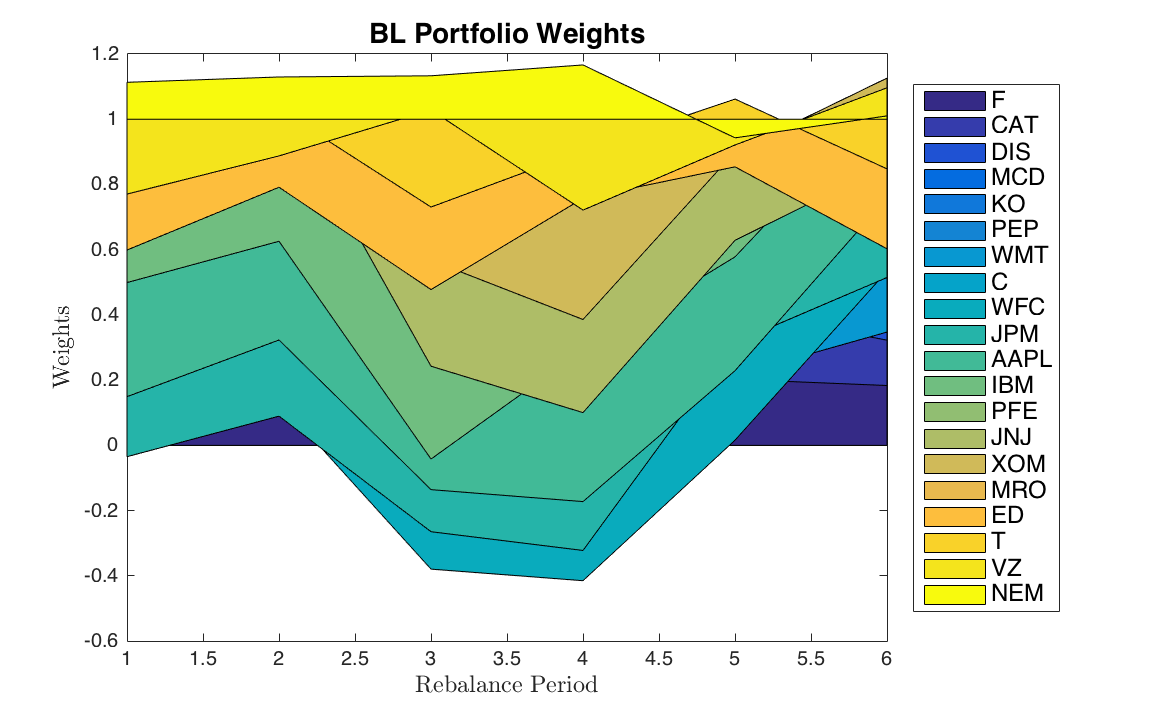 BL Portfolio Weights
1.2
1
0.8
0.6
0.4
0.2
0
-0.2
-0.4
-0.6
Weights
1 1.5 2 2.5 3 3.5 4 4.5 5 5.5 6
Rebalance Period
F
CAT
DIS
MCD
KO
PEP
WMT
C
WFC
JPM
AAPL
IBM
PFE
JNJ
XOM
MRO
ED
T
VZ
NEM